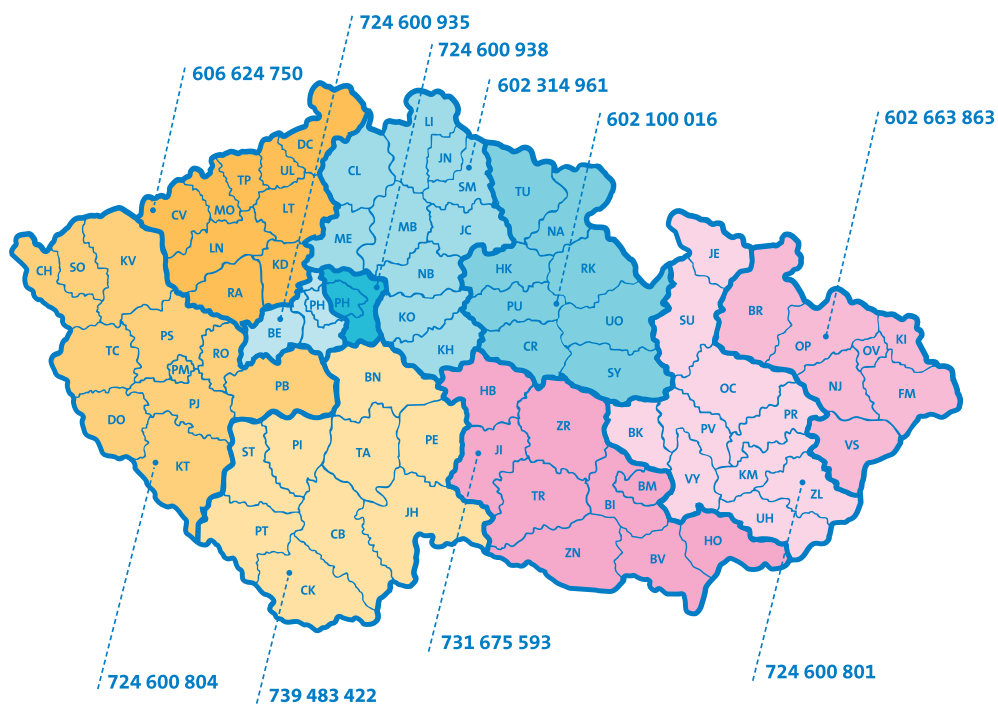 724 600 935
724 600 938
606 624 750
602 314 961
602 663 863
602 100 016
LI
DC
JN
UL
CL
TP
SM
TU
LT
MO
CV
MB
JC
NA
ME
LN
JE
KV
KD
SO
CH
HK
RK
NB
RA
PH
PH
PU
BR
KO
UO
SU
BE
PS
KI
CR
OP
TC
RO
KH
OV
PM
SY
BN
PB
NJ
OC
HB
FM
PJ
PR
DO
ZR
PV
BK
PE
PI
VS
ST
TA
JI
KT
KM
VY
BM
ZL
TR
BI
JH
UH
PT
CB
HO
ZN
BV
CK
731 675 593
724 600 801
724 600 804
739 483 422